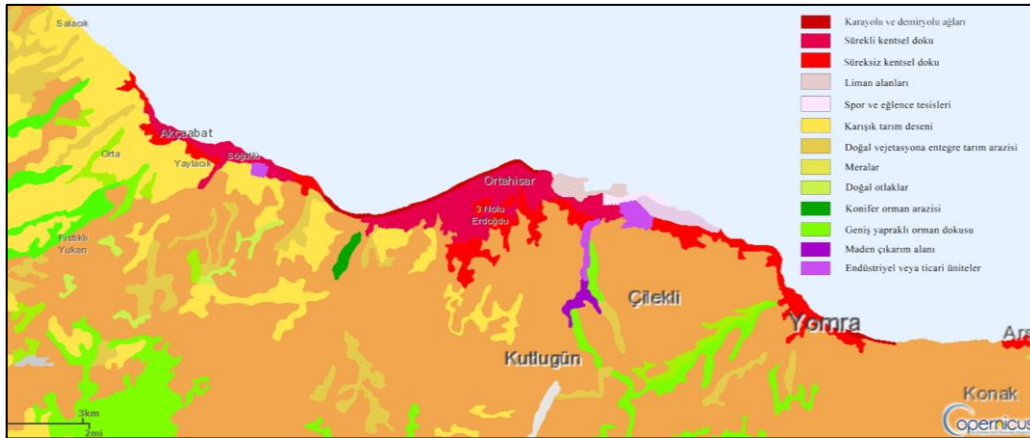 Salacık
Akçaabat
Orta
Yaylacık
Söğütlü
Fıstıklı
Yukarı
Ortahisar
3 Nolu
Erdoğdu
Çilekli
Kutlugün
Yomra
Ars
Konak
Karayolu ve demiryolu ağları
Sürekli kentsel doku
Süreksiz kentsel doku
Liman alanları
Spor ve eğlence tesisleri
Karışık tarım deseni
Doğal vejetasyona entegre tarım arazisi
Meralar
Doğal otlaklar
Konifer orman arazisi
Geniş yapraklı orman dokusu
Maden çıkarım alanı
Endüstriyel veya ticari üniteler
3km
2mi
opernicus